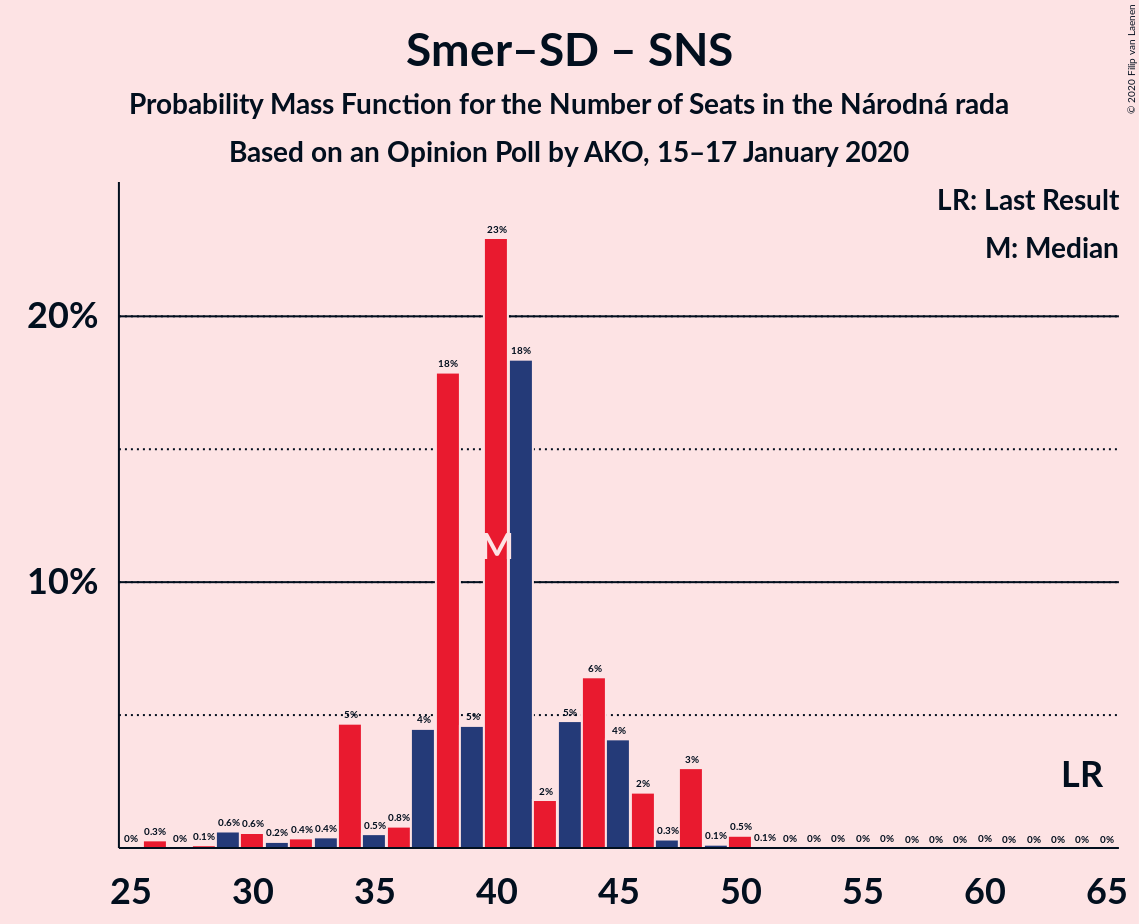 Smer–SD – SNS
Probability Mass Function for the Number of Seats in the Národná rada
Based on an Opinion Poll by AKO, 15–17 January 2020
© 2020 Filip van Laenen
LR: Last Result
M: Median
20%
10%
0% 0.3% 0% 0.1% 0.6% 0.6% 0.2% 0.4% 0.4% 5% 0.5% 0.8% 4% 18% 5% 23% 18% 2% 5% 6% 4% 2% 0.3% 3% 0.1% 0.5% 0.1% 0% 0% 0% 0% 0% 0% 0% 0% 0% 0% 0% 0% 0% 0%
M
LR
25 30 35 40 45 50 55 60 65